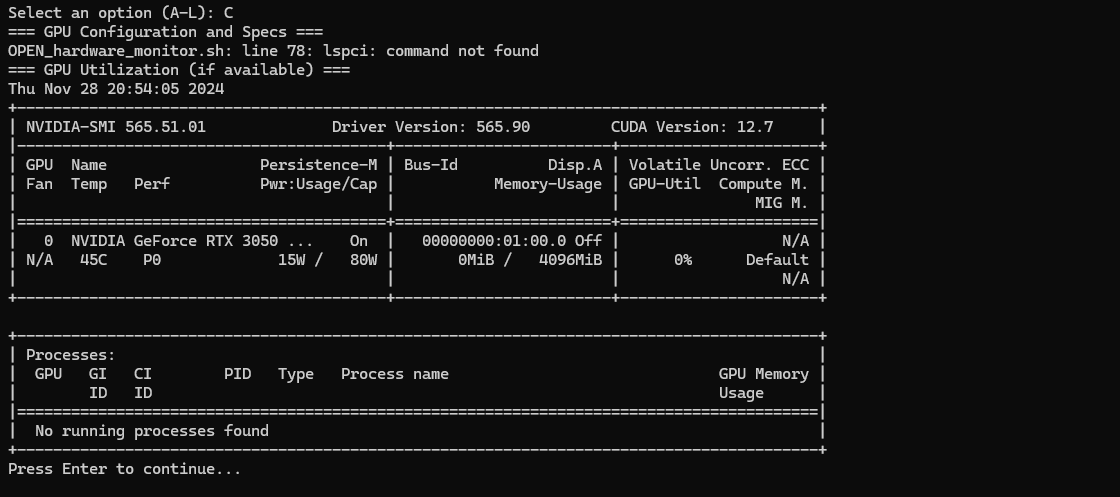 Select an option (A-L): C
=== GPU Configuration and Specs ===
OPEN_hardware_monitor.sh: line 78: lspci: command not found
=== GPU Utilization (if available) ===
Thu Nov 28 20:54:05 2024
+-----------------------------------------------------------------------------------------+
| NVIDIA-SMI 565.51.01              Driver Version: 565.90         CUDA Version: 12.7     |
|-----------------------------------------+------------------------+----------------------+
| GPU  Name                 Persistence-M | Bus-Id          Disp.A | Volatile Uncorr. ECC |
| Fan  Temp   Perf          Pwr:Usage/Cap |           Memory-Usage | GPU-Util  Compute M. |
|                                         |                        |               MIG M. |
|=========================================+========================+======================|
|   0  NVIDIA GeForce RTX 3050 ...    On  |   00000000:01:00.0 Off |                  N/A |
| N/A   45C    P0             15W /   80W |       0MiB /   4096MiB |      0%      Default |
|                                         |                        |                  N/A |
+-----------------------------------------+------------------------+----------------------+

+-----------------------------------------------------------------------------------------+
| Processes:                                                                              |
|  GPU   GI   CI        PID   Type   Process name                              GPU Memory |
|        ID   ID                                                               Usage      |
|=========================================================================================|
|  No running processes found                                                             |
+-----------------------------------------------------------------------------------------+
Press Enter to continue...